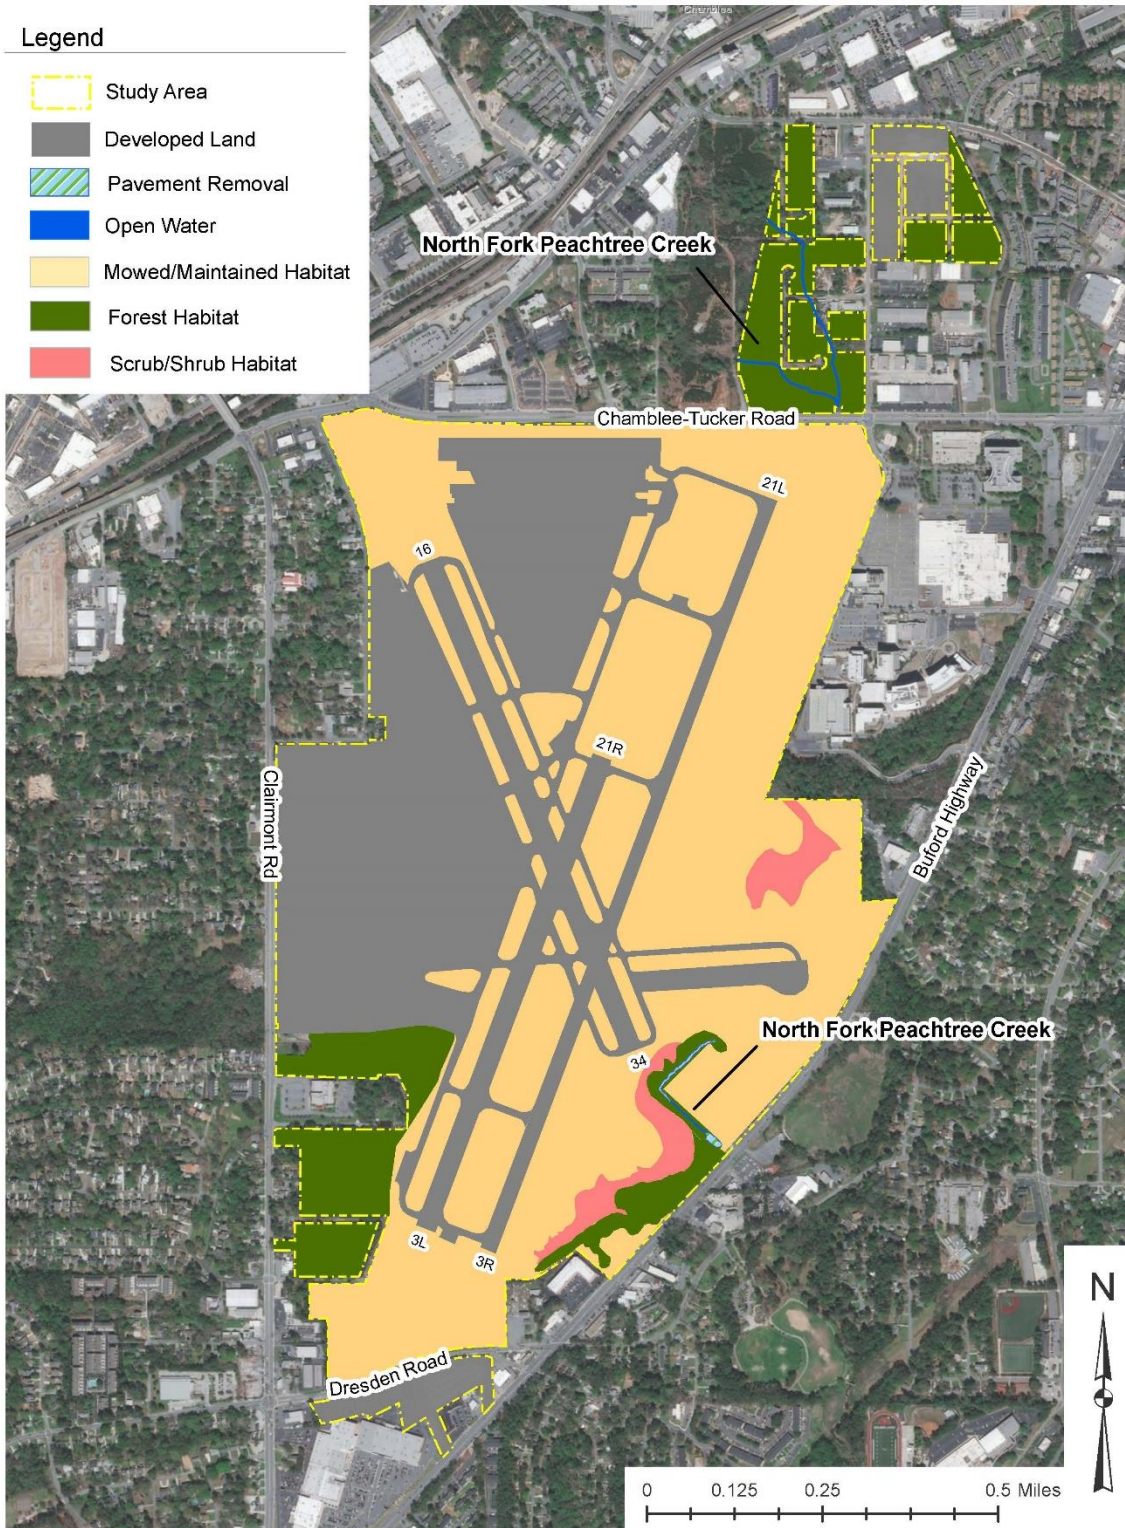 Chamblee
Legend
Study Area
Developed Land
Pavement Removal
Open Water
Mowed/Maintained Habitat
Forest Habitat
Scrub/Shrub Habitat
North Fork Peachtree Creek
Chamblee-Tucker Road
21L
16
21R
Clairmont Rd
Buford Highway
North Fork Peachtree Creek
34
3L
3R
Dresden Road
N
0 0.125 0.25 0.5 Miles